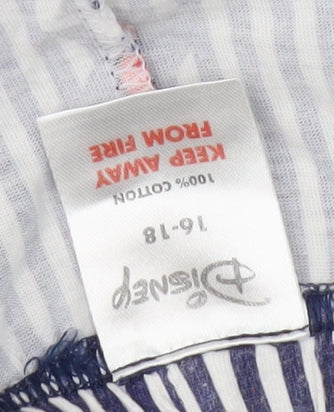 Disney
16-18
100% COTTON
KEEP AWAY
FROM FIRE